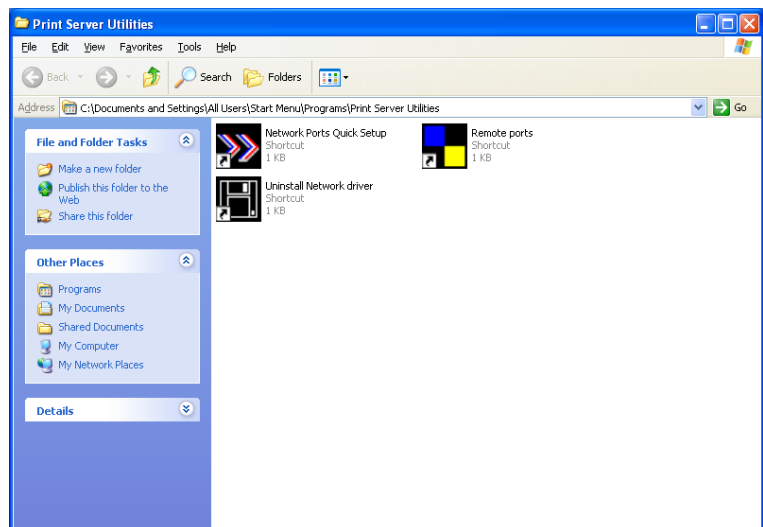 Print Server Utilities
File Edit View Favorites Tools Help
Back Search Folders
Address C:\Documents and Settings\All Users\Start Menu\Programs\Print Server Utilities Go
File and Folder Tasks
Make a new folder
Publish this folder to the
Web
Share this folder
Other Places
Programs
My Documents
Shared Documents
My Computer
My Network Places
Details
Network Ports Quick Setup
Shortcut
1 KB
Remote ports
Shortcut
1 KB
Uninstall Network driver
Shortcut
1 KB